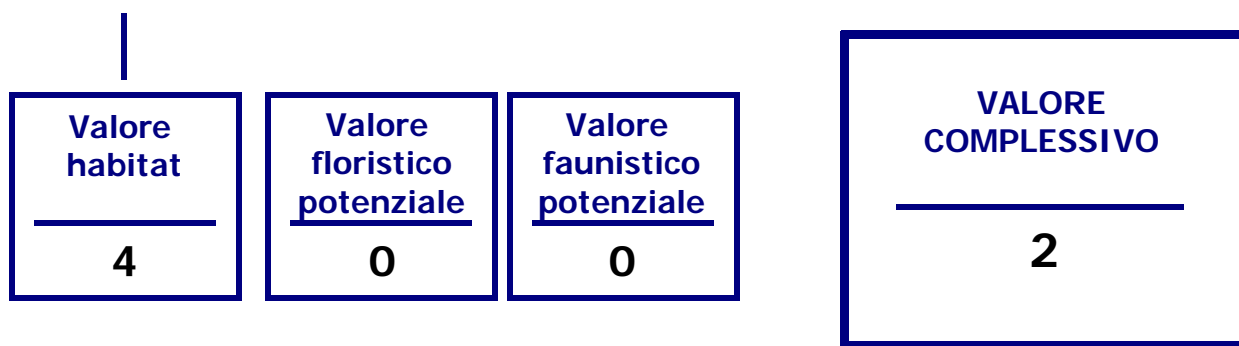 Valore
habitat
4
Valore
floristico
potenziale
0
Valore
faunistico
potenziale
0
VALORE
COMPLESSIVO
2